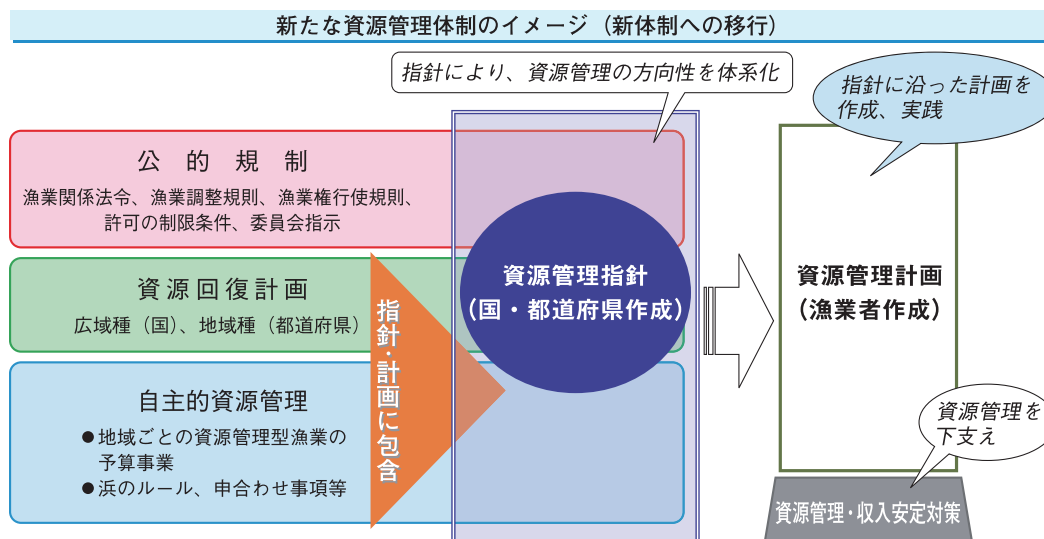 新たな資源管理体制のイメージ（新体制への移行）
指針により、資源管理の方向性を体系化
指針に沿った計画を
作成、実践
公的規制
漁業関係法令、漁業調整規則、漁業権行使規則、
許可の制限条件、委員会指示
資源回復計画
広域種（国）、地域種（都道府県）
自主的資源管理
●地域ごとの資源管理型漁業の
予算事業
●浜のルール、申合わせ事項等
指針・計画に包含
資源管理指針
（国・都道府県作成）
資源管理計画
（漁業者作成）
資源管理を
下支え
資源管理・収入安定対策